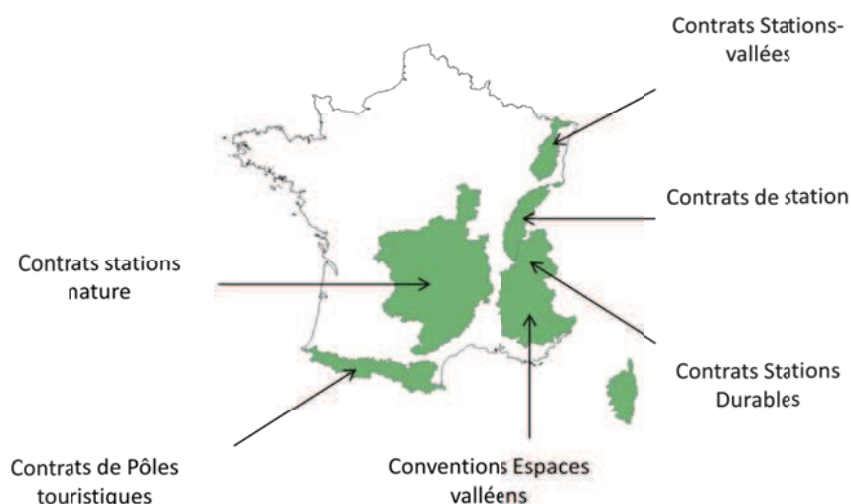 Contrats Stations-
vallées
Contrats de station
Contrats stations
nature
Contrats Stations
Durables
Contrats de Pôles
touristiques
Conventions Espaces
valléens